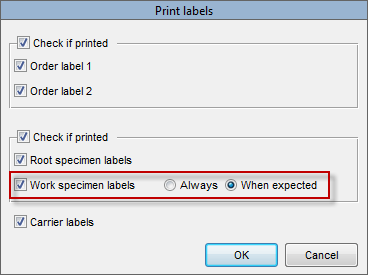 Print labels
Check if printed
Order label 1
Order label 2
Check if printed
Root specimen labels
Work specimen labels Always When expected
Carrier labels
OK Cancel